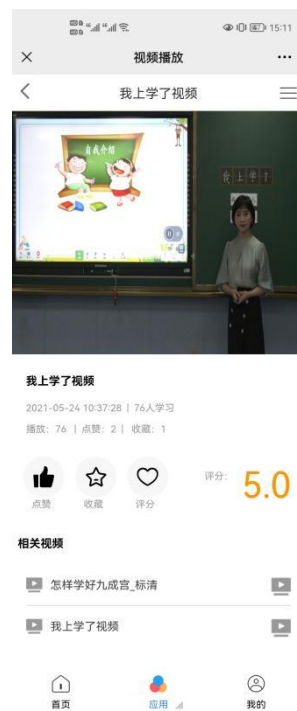 15:11
视频播放
我上学了视频
自我介绍
我上学了
我上学了视频
2021-05-24 10:37:28 | 76人学习
播放: 76 | 点赞: 2 | 收藏: 1
点赞 收藏 评分
评分: 5.0
相关视频
怎样学好九成宫_标清
我上学了视频
首页 应用 我的